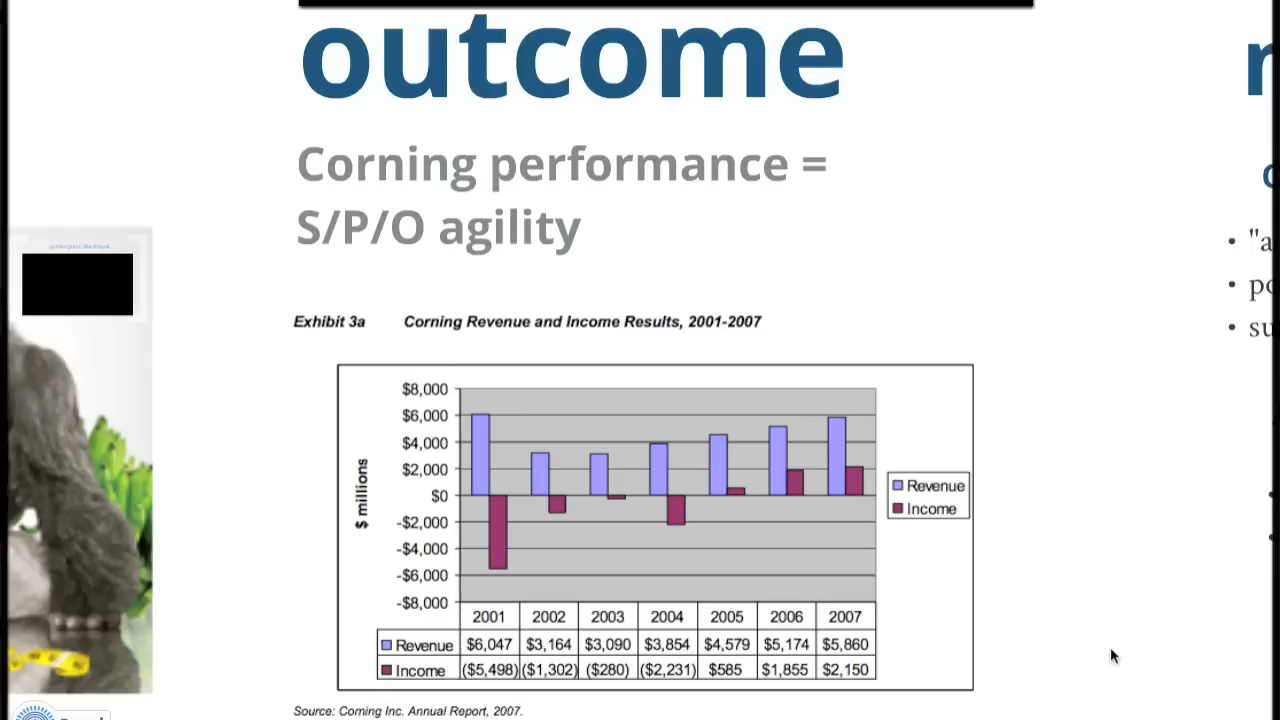 outcome
Corning performance =
S/P/O agility
Exhibit 3a Corning Revenue and Income Results, 2001-2007
$8,000
$6,000
$4,000
$2,000
$0
-$2,000
-$4,000
-$6,000
-$8,000
$ millions
Revenue
Income
2001 2002 2003 2004 2005 2006 2007
Revenue $6,047 $3,164 $3,090 $3,854 $4,579 $5,174 $5,860
Income ($5,498) ($1,302) ($280) ($2,231) $585 $1,855 $2,150
Source: Corning Inc. Annual Report, 2007.
• "a
• po
• su